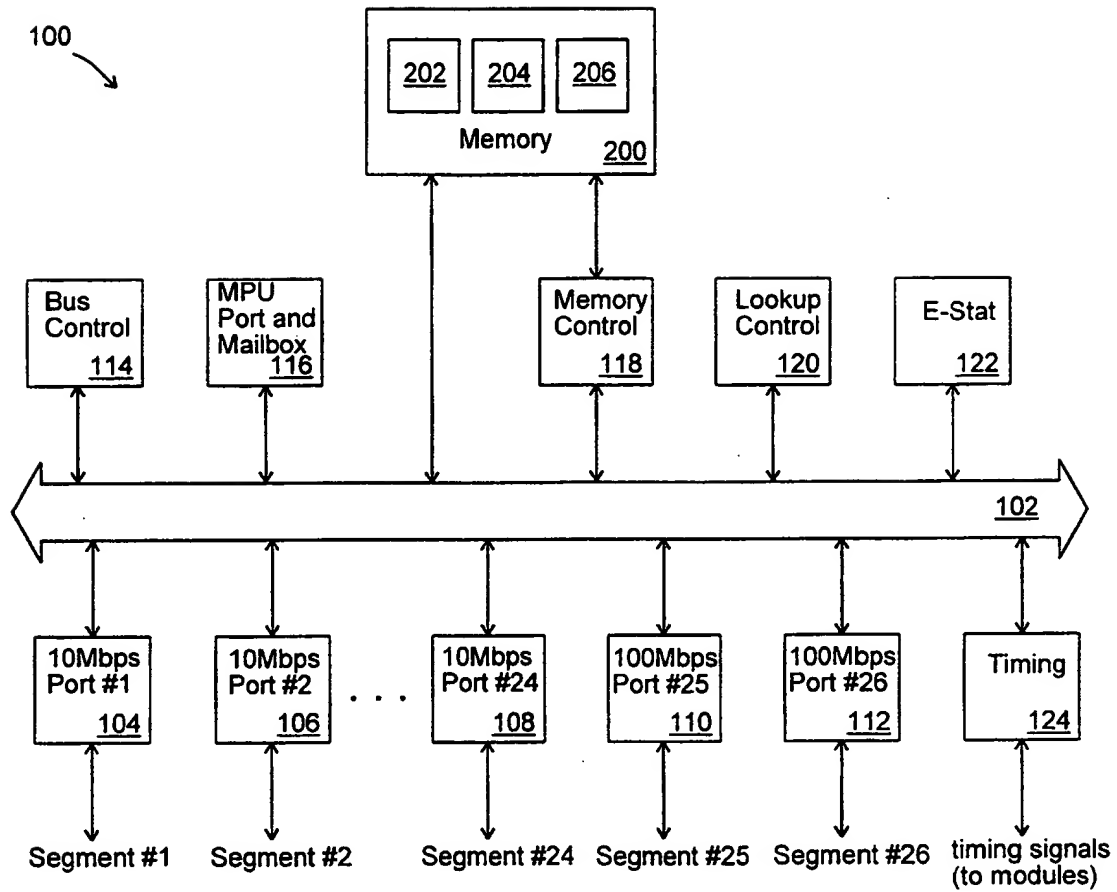 100
202 204 206
Memory
200
Bus
Control
114
MPU
Port and
Mailbox
116
Memory
Control
118
Lookup
Control
120
E-Stat
122
102
10Mbps
Port #1
104
10Mbps
Port #2
106
. . .
10Mbps
Port #24
108
100Mbps
Port #25
110
100Mbps
Port #26
112
Timing
124
Segment #1
Segment #2
Segment #24
Segment #25
Segment #26
timing signals
(to modules)